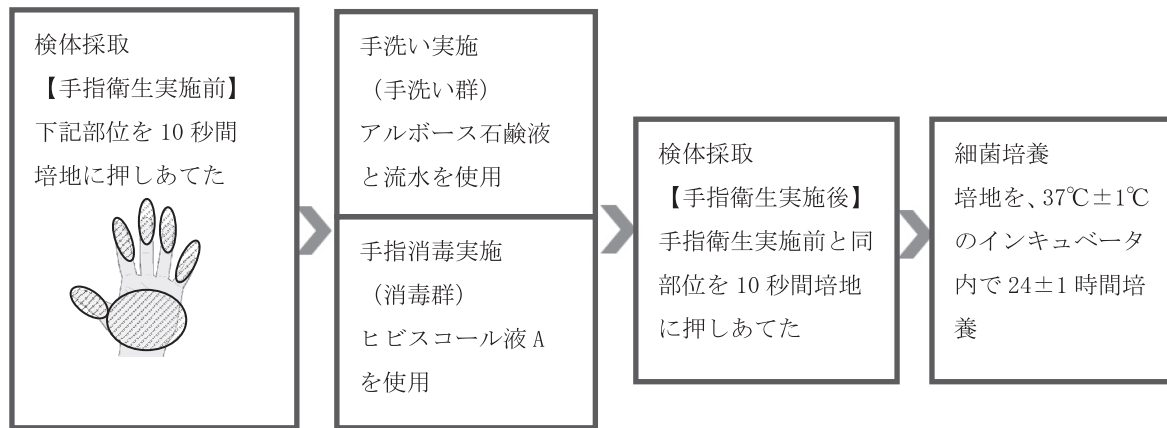 検体採取
【手指衛生実施前】
下記部位を 10 秒間
培地に押しあてた
手洗い実施
（手洗い群）
アルボース石鹸液
と流水を使用
手指消毒実施
（消毒群）
ヒビスコール液 A
を使用
検体採取
【手指衛生実施後】
手指衛生実施前と同
部位を 10 秒間培地
に押しあてた
細菌培養
培地を、37℃±1℃
のインキュベータ
内で 24±1 時間培
養